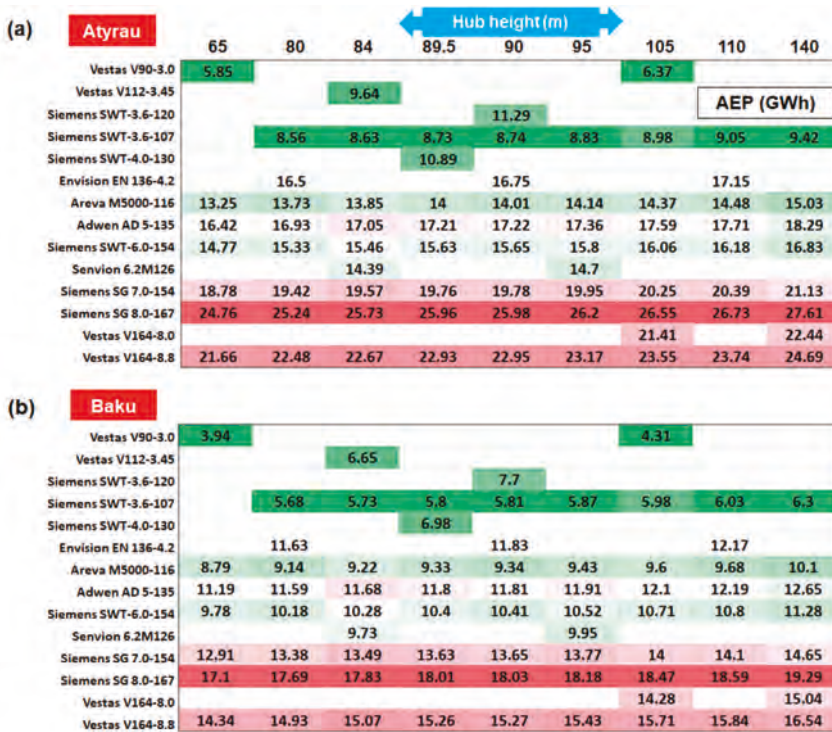 Hub height (m)
(a) Atyrau
65 80 84 89.5 90 95 105 110 140
Vestas V90-3.0 5.85 6.37
Vestas V112-3.45 9.64
AEP (GWh)
Siemens SWT-3.6-120 11.29
Siemens SWT-3.6-107 8.56 8.63 8.73 8.74 8.83 8.98 9.05 9.42
Siemens SWT-4.0-130 10.89
Envision EN 136-4.2 16.5 16.75 17.15
Areva M5000-116 13.25 13.73 13.85 14 14.01 14.14 14.37 14.48 15.03
Adwen AD 5-135 16.42 16.93 17.05 17.21 17.22 17.36 17.59 17.71 18.29
Siemens SWT-6.0-154 14.77 15.33 15.46 15.63 15.65 15.8 16.06 16.18 16.83
Senvion 6.2M126 14.39 14.7
Siemens SG 7.0-154 18.78 19.42 19.57 19.76 19.78 19.95 20.25 20.39 21.13
Siemens SG 8.0-167 24.76 25.24 25.73 25.96 25.98 26.2 26.55 26.73 27.61
Vestas V164-8.0 21.41 22.44
Vestas V164-8.8 21.66 22.48 22.67 22.93 22.95 23.17 23.55 23.74 24.69
(b) Baku
Vestas V90-3.0 3.94 4.31
Vestas V112-3.45 6.65
Siemens SWT-3.6-120 7.7
Siemens SWT-3.6-107 5.68 5.73 5.8 5.81 5.87 5.98 6.03 6.3
Siemens SWT-4.0-130 6.98
Envision EN 136-4.2 11.63 11.83 12.17
Areva M5000-116 8.79 9.14 9.22 9.33 9.34 9.43 9.6 9.68 10.1
Adwen AD 5-135 11.19 11.59 11.68 11.8 11.81 11.91 12.1 12.19 12.65
Siemens SWT-6.0-154 9.78 10.18 10.28 10.4 10.41 10.52 10.71 10.8 11.28
Senvion 6.2M126 9.73 9.95
Siemens SG 7.0-154 12.91 13.38 13.49 13.63 13.65 13.77 14 14.1 14.65
Siemens SG 8.0-167 17.1 17.69 17.83 18.01 18.03 18.18 18.47 18.59 19.29
Vestas V164-8.0 14.28 15.04
Vestas V164-8.8 14.34 14.93 15.07 15.26 15.27 15.43 15.71 15.84 16.54